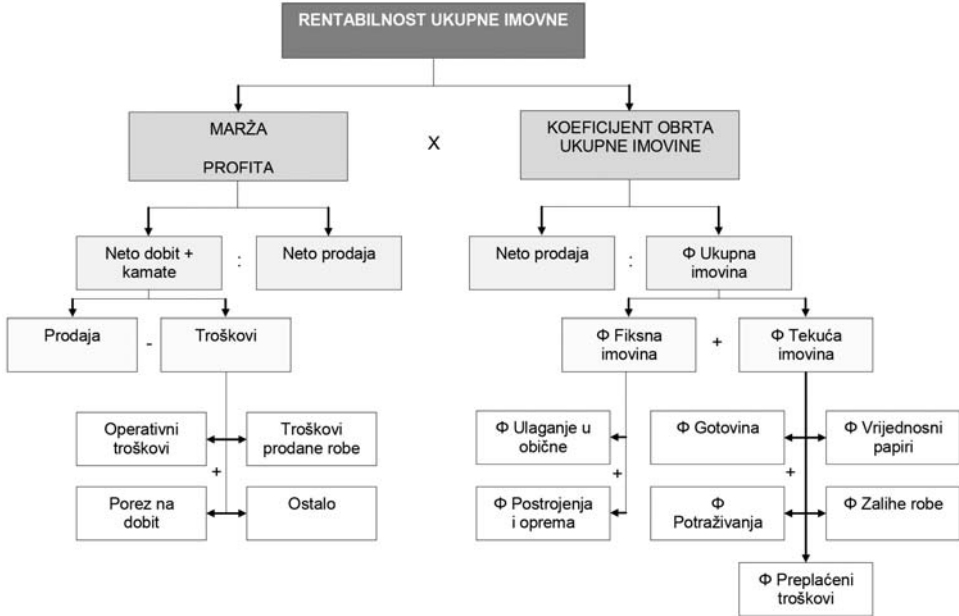 RENTABILNOST UKUPNE IMOVNE
MARŽA
PROFITA
X
KOEFICIJENT OBRTA
UKUPNE IMOVINE
Neto dobit +
kamate
:
Neto prodaja
Neto prodaja
:
Φ Ukupna
imovina
Prodaja
-
Troškovi
Φ Fiksna
imovina
+
Φ Tekuća
imovina
Operativni
troškovi
Troškovi
prodane robe
+
Porez na
dobit
Ostalo
Φ Ulaganje u
obične
+
Φ Postrojenja
i oprema
Φ Gotovina
Φ Vrijednosni
papiri
+
Φ
Potraživanja
Φ Zalihe robe
Φ Preplaćeni
troškovi